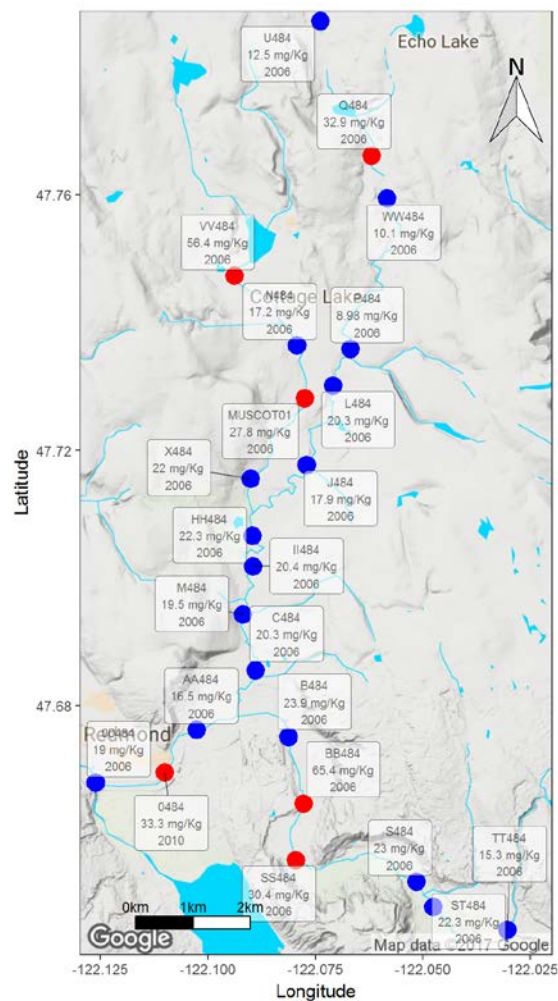 U484
12.5 mg/Kg
2006
Echo Lake
N
Q484
32.9 mg/Kg
2006
47.76
WW484
10.1 mg/Kg
2006
VV484
56.4 mg/Kg
2006
N484
17.2 mg/Kg
2006
Cottage Lake
P484
8.98 mg/Kg
2006
L484
20.3 mg/Kg
2006
MUSCOT01
27.8 mg/Kg
2006
47.72
X484
22 mg/Kg
2006
J484
17.9 mg/Kg
2006
HH484
22.3 mg/Kg
2006
II484
20.4 mg/Kg
2006
M484
19.5 mg/Kg
2006
C484
20.3 mg/Kg
2006
Latitude
AA484
16.5 mg/Kg
2006
B484
23.9 mg/Kg
2006
47.68
Redmond
19 mg/Kg
2006
BB484
65.4 mg/Kg
2006
0484
33.3 mg/Kg
2010
S484
23 mg/Kg
2006
TT484
15.3 mg/Kg
2006
SS484
30.4 mg/Kg
2006
ST484
22.3 mg/Kg
2006
0km 1km 2km
Google
Map data ©2017 Google
-122.125 -122.100 -122.075 -122.050 -122.025
Longitude